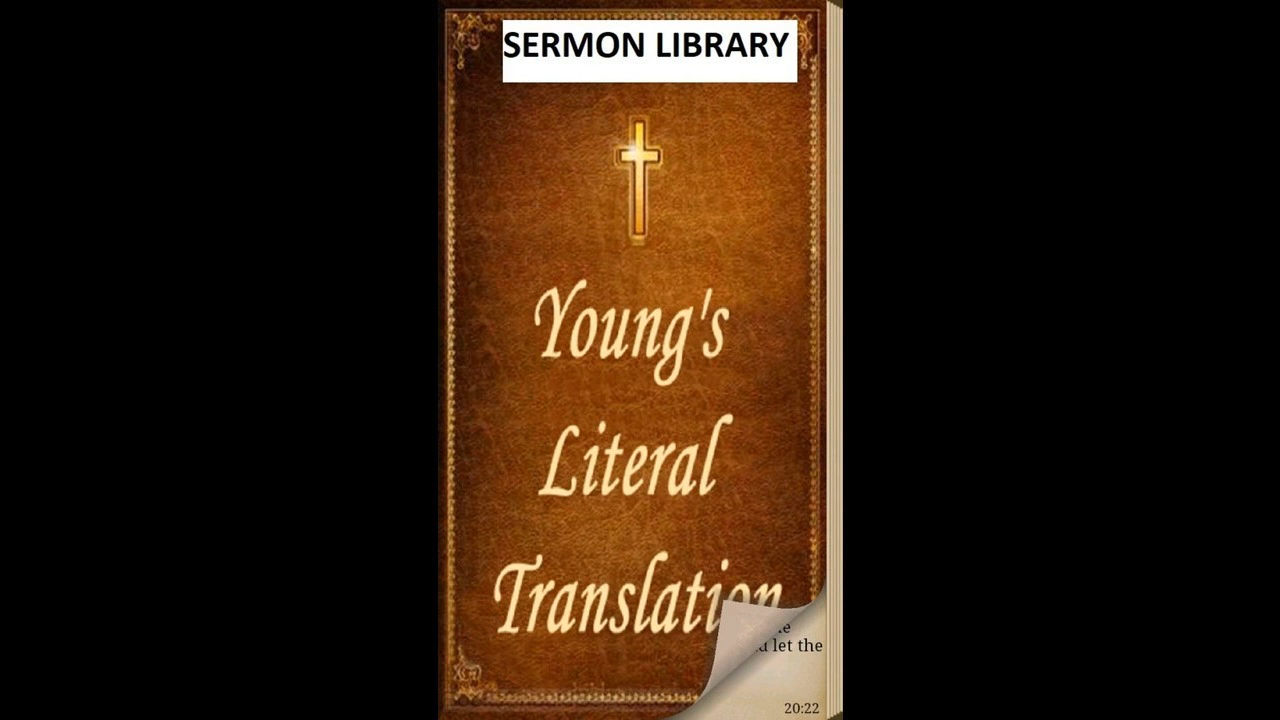 SERMON LIBRARY
Young's
Literal
Translation
let the
20:22